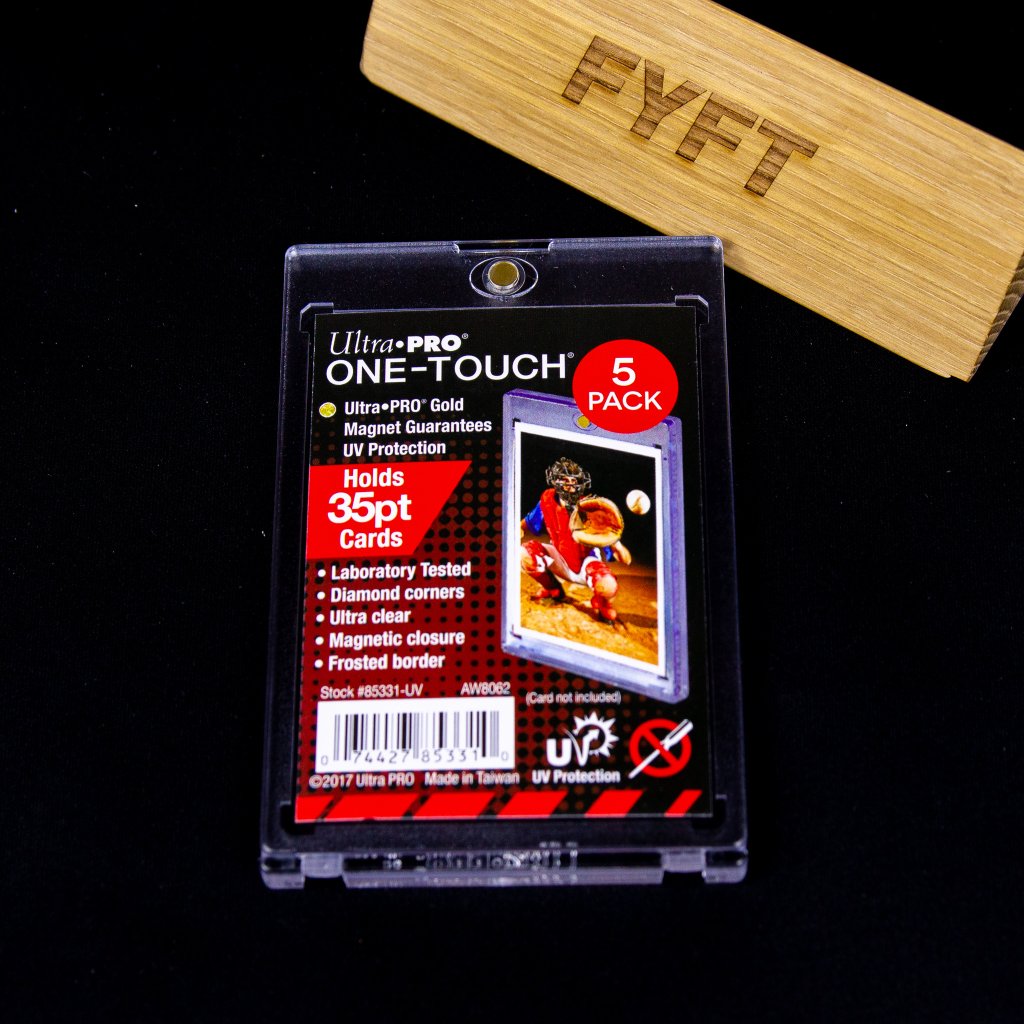 FYFT
Ultra•PRO®
ONE-TOUCH®
5
PACK
Ultra•PRO® Gold
Magnet Guarantees
UV Protection
Holds
35pt
Cards
• Laboratory Tested
• Diamond corners
• Ultra clear
• Magnetic closure
• Frosted border
Stock #85331-UV AW8062
(Card not included)
0 74427 85331 0
UV
UV Protection
©2017 Ultra PRO Made in Taiwan